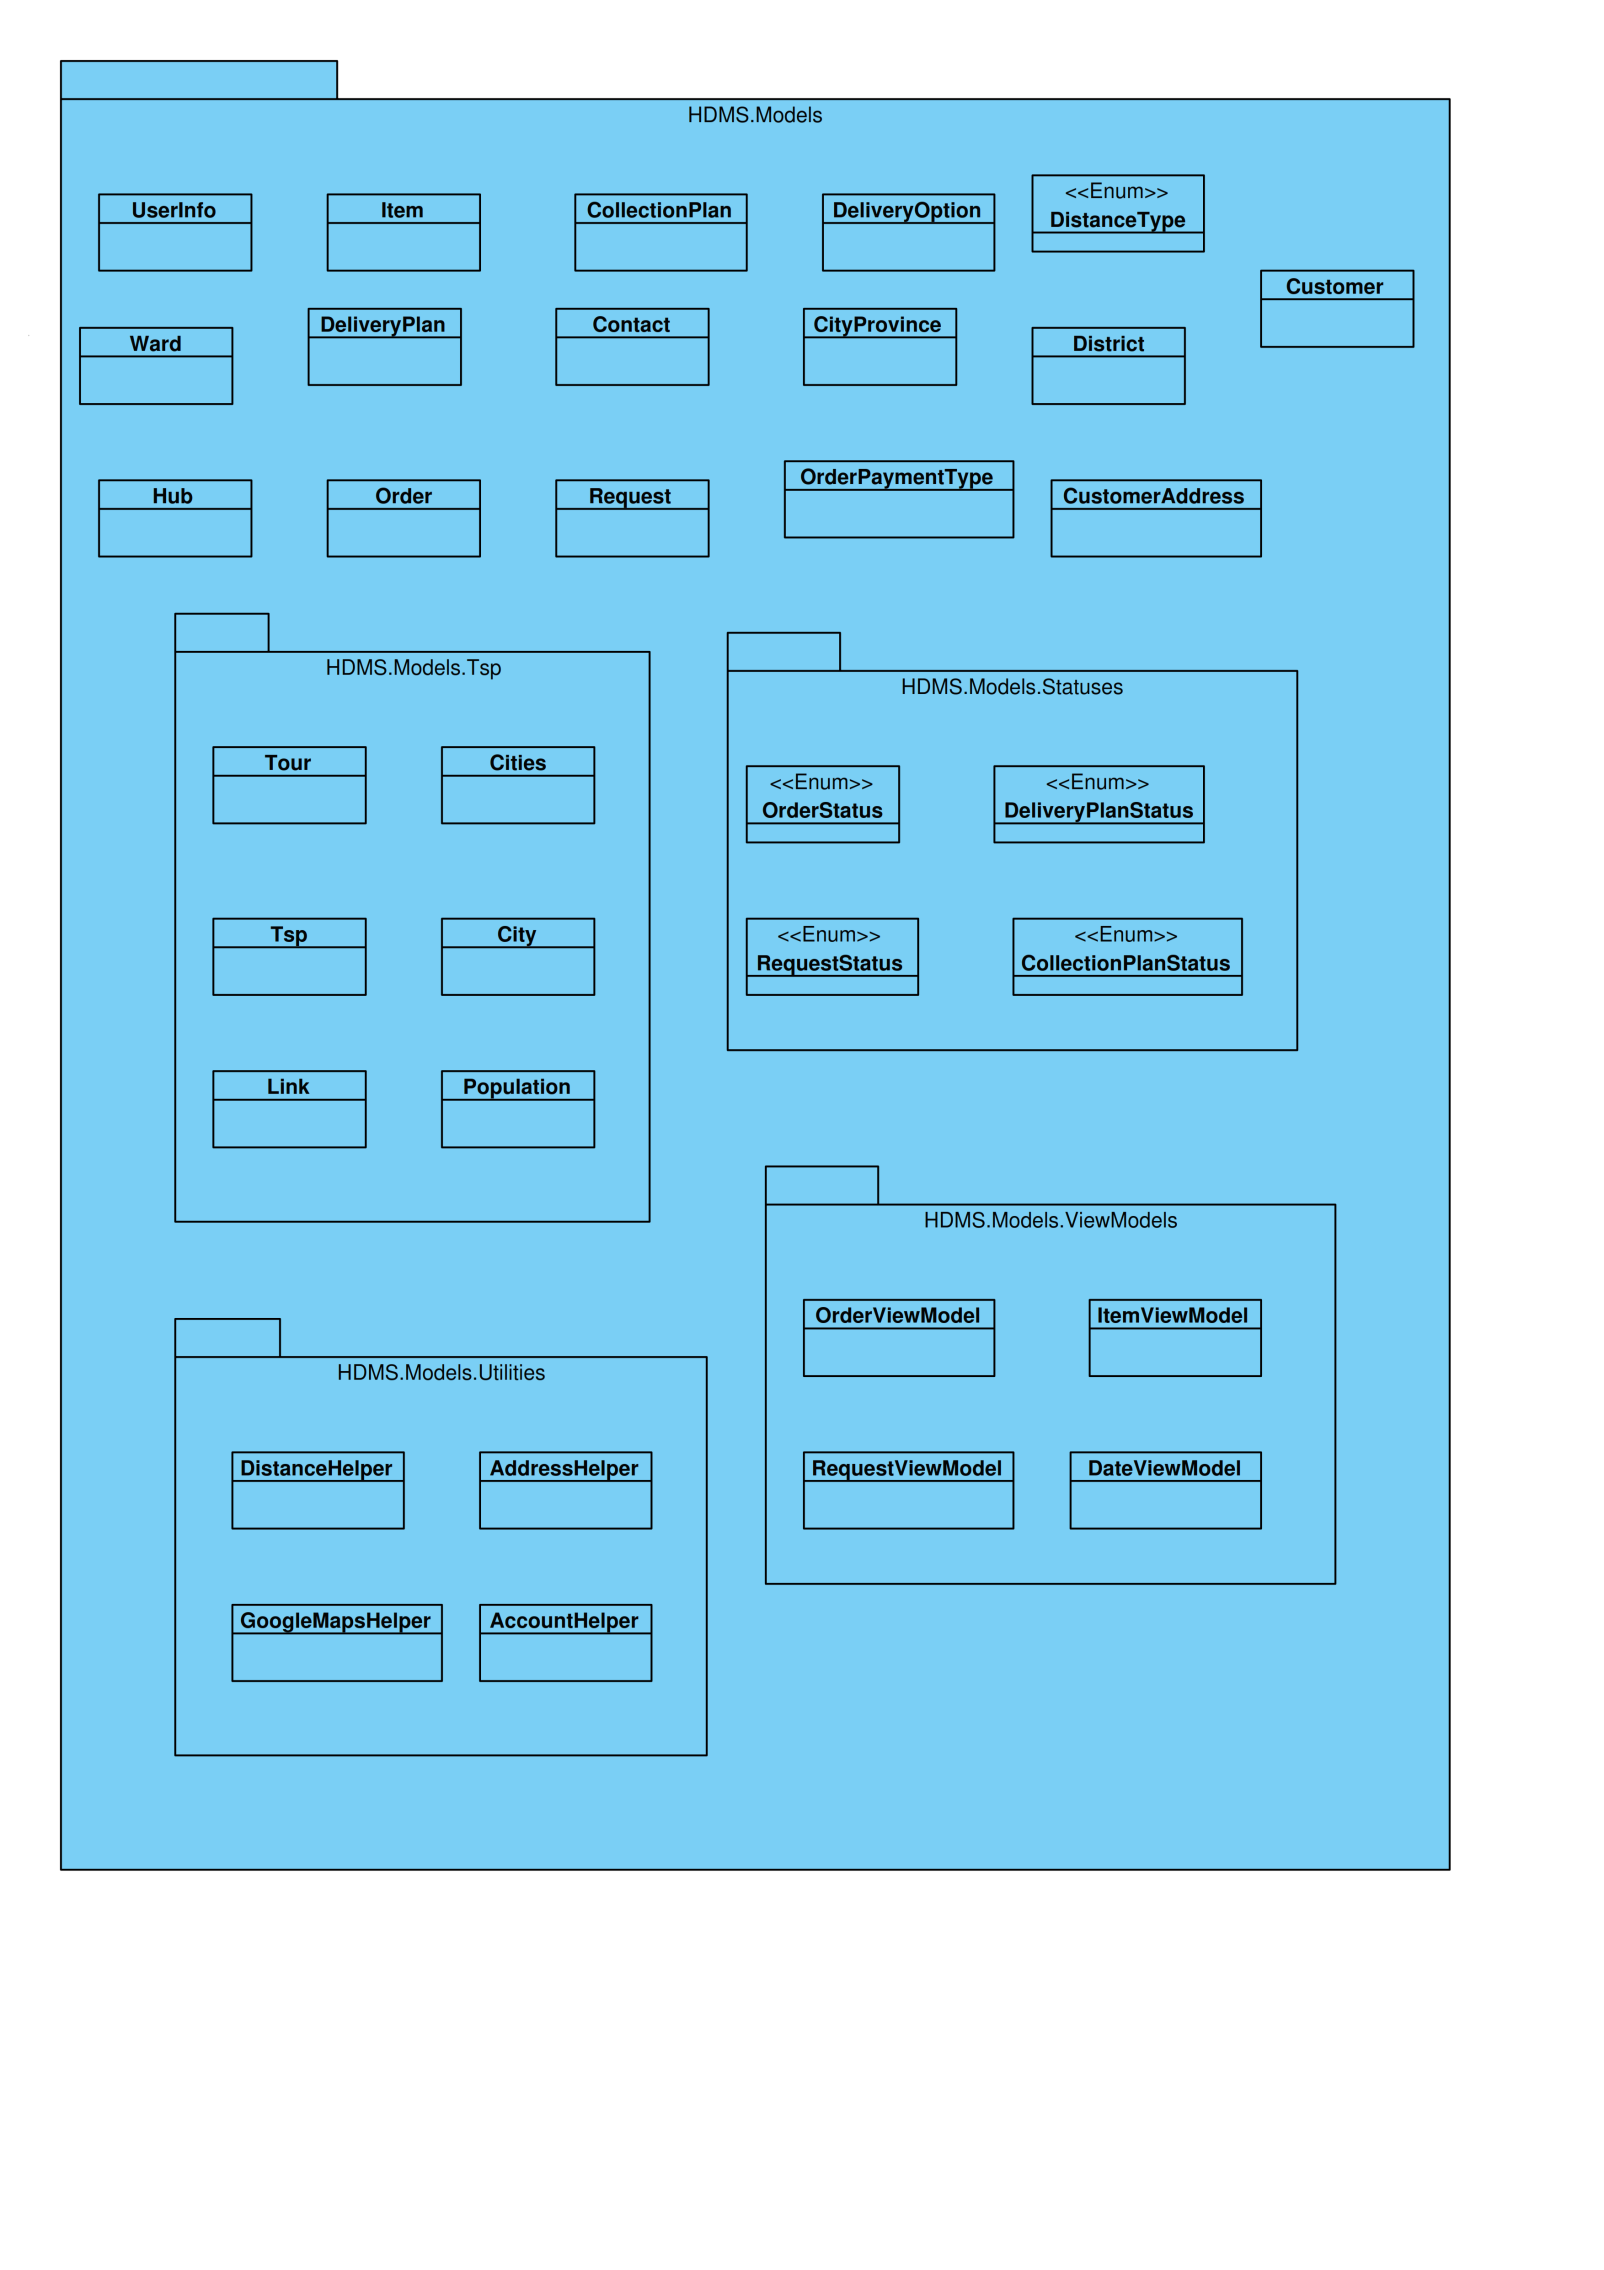 HDMS.Models
UserInfo
Item
CollectionPlan
DeliveryOption
<<Enum>>
DistanceType
Customer
Ward
DeliveryPlan
Contact
CityProvince
District
Hub
Order
Request
OrderPaymentType
CustomerAddress
HDMS.Models.Tsp
Tour
Cities
Tsp
City
Link
Population
HDMS.Models.Statuses
<<Enum>>
OrderStatus
<<Enum>>
DeliveryPlanStatus
<<Enum>>
RequestStatus
<<Enum>>
CollectionPlanStatus
HDMS.Models.ViewModels
OrderViewModel
ItemViewModel
RequestViewModel
DateViewModel
HDMS.Models.Utilities
DistanceHelper
AddressHelper
GoogleMapsHelper
AccountHelper